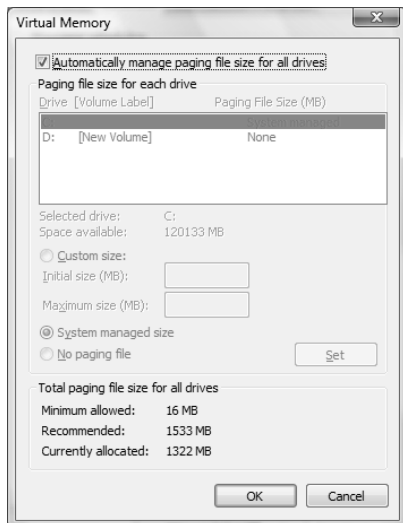 Virtual Memory
Automatically manage paging file size for all drives
Paging file size for each drive
Drive [Volume Label] Paging File Size (MB)
C: System managed
D: [New Volume] None
Selected drive: C:
Space available: 120133 MB
Custom size:
Initial size (MB):
Maximum size (MB):
System managed size
No paging file Set
Total paging file size for all drives
Minimum allowed: 16 MB
Recommended: 1533 MB
Currently allocated: 1322 MB
OK Cancel